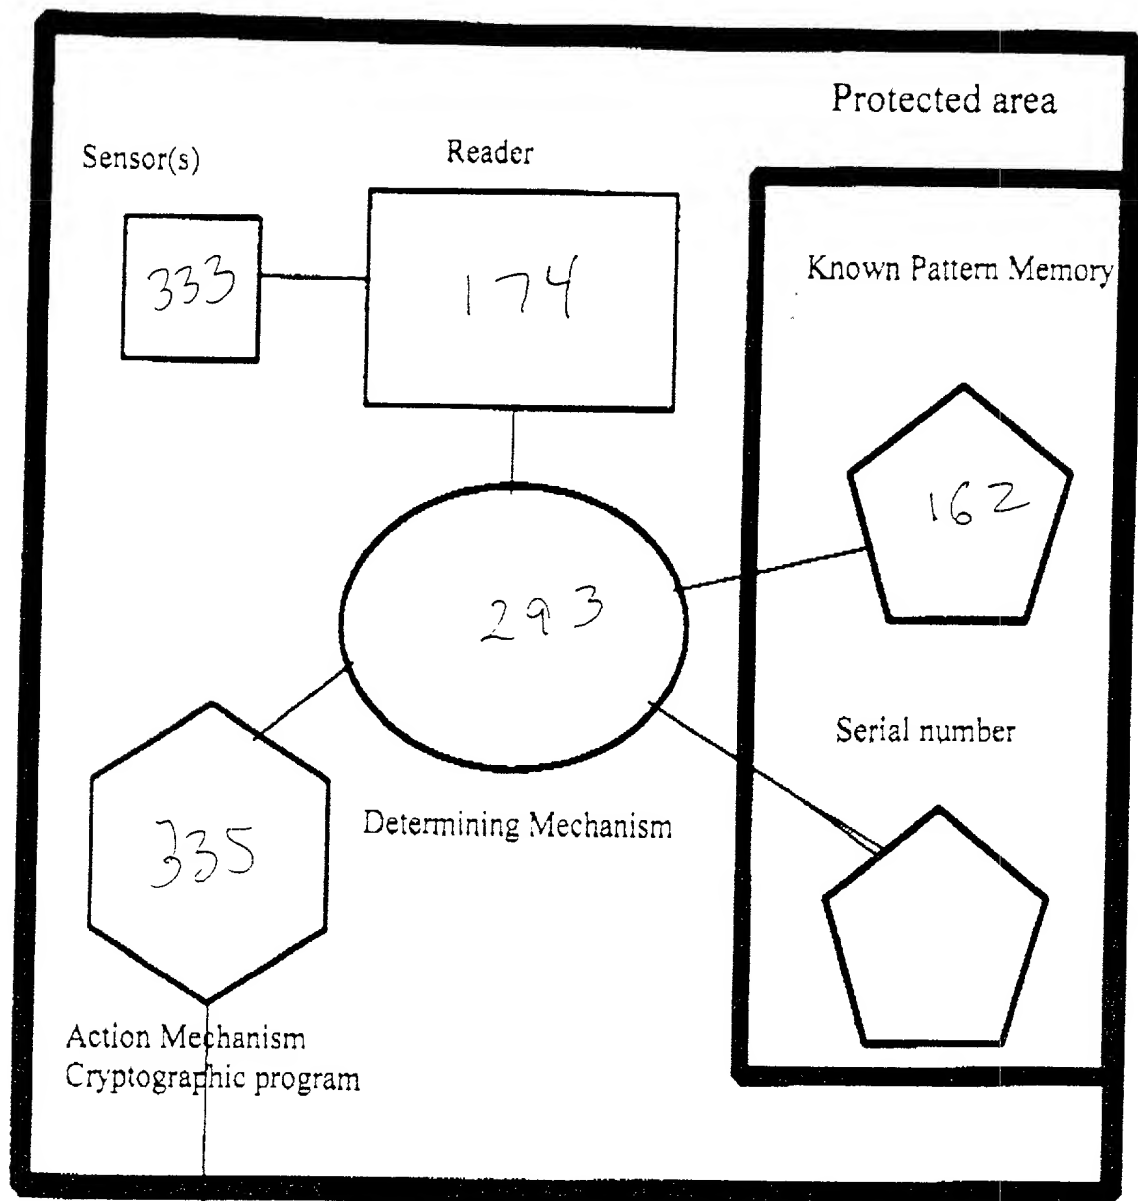 Protected area
Sensor(s)
Reader
333
174
Known Pattern Memory
162
293
Serial number
Determining Mechanism
335
Action Mechanism
Cryptographic program